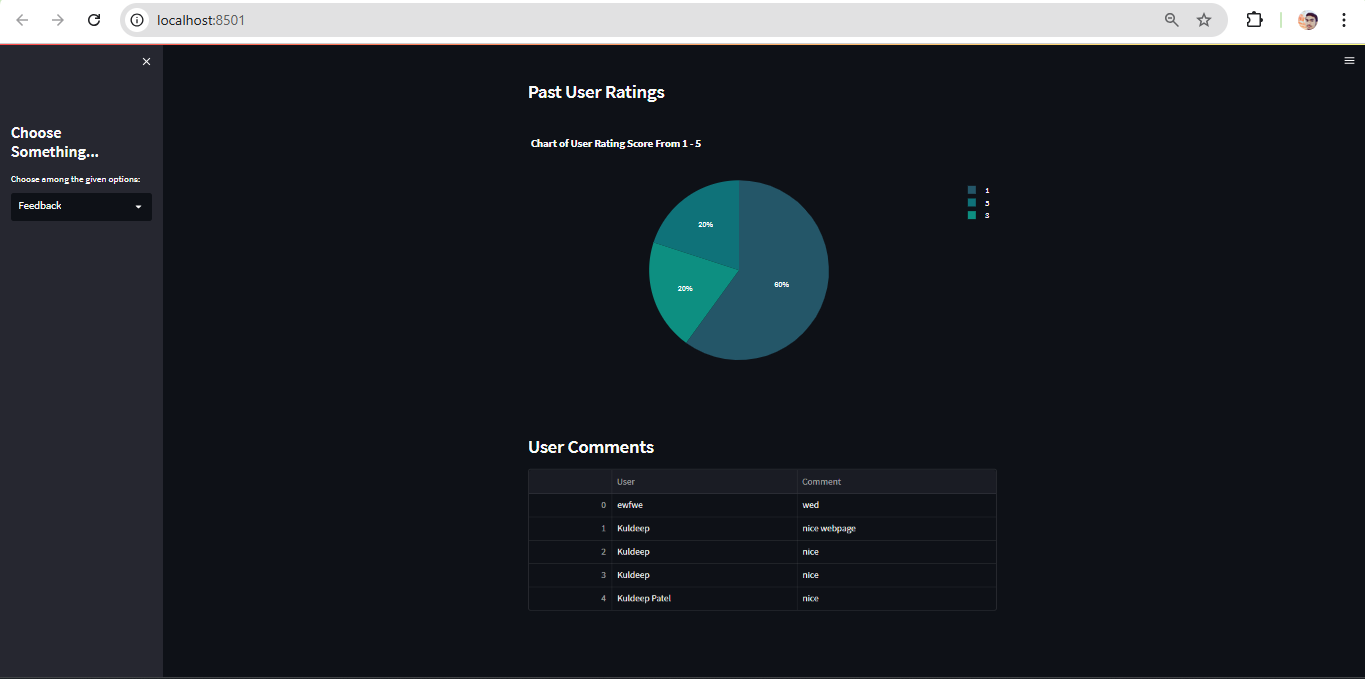 localhost:8501
Choose
Something...
Choose among the given options:
Feedback
Past User Ratings
Chart of User Rating Score From 1 - 5
20%
20%
60%
1
5
3
User Comments
User Comment
0 ewfwe wed
1 Kuldeep nice webpage
2 Kuldeep nice
3 Kuldeep nice
4 Kuldeep Patel nice